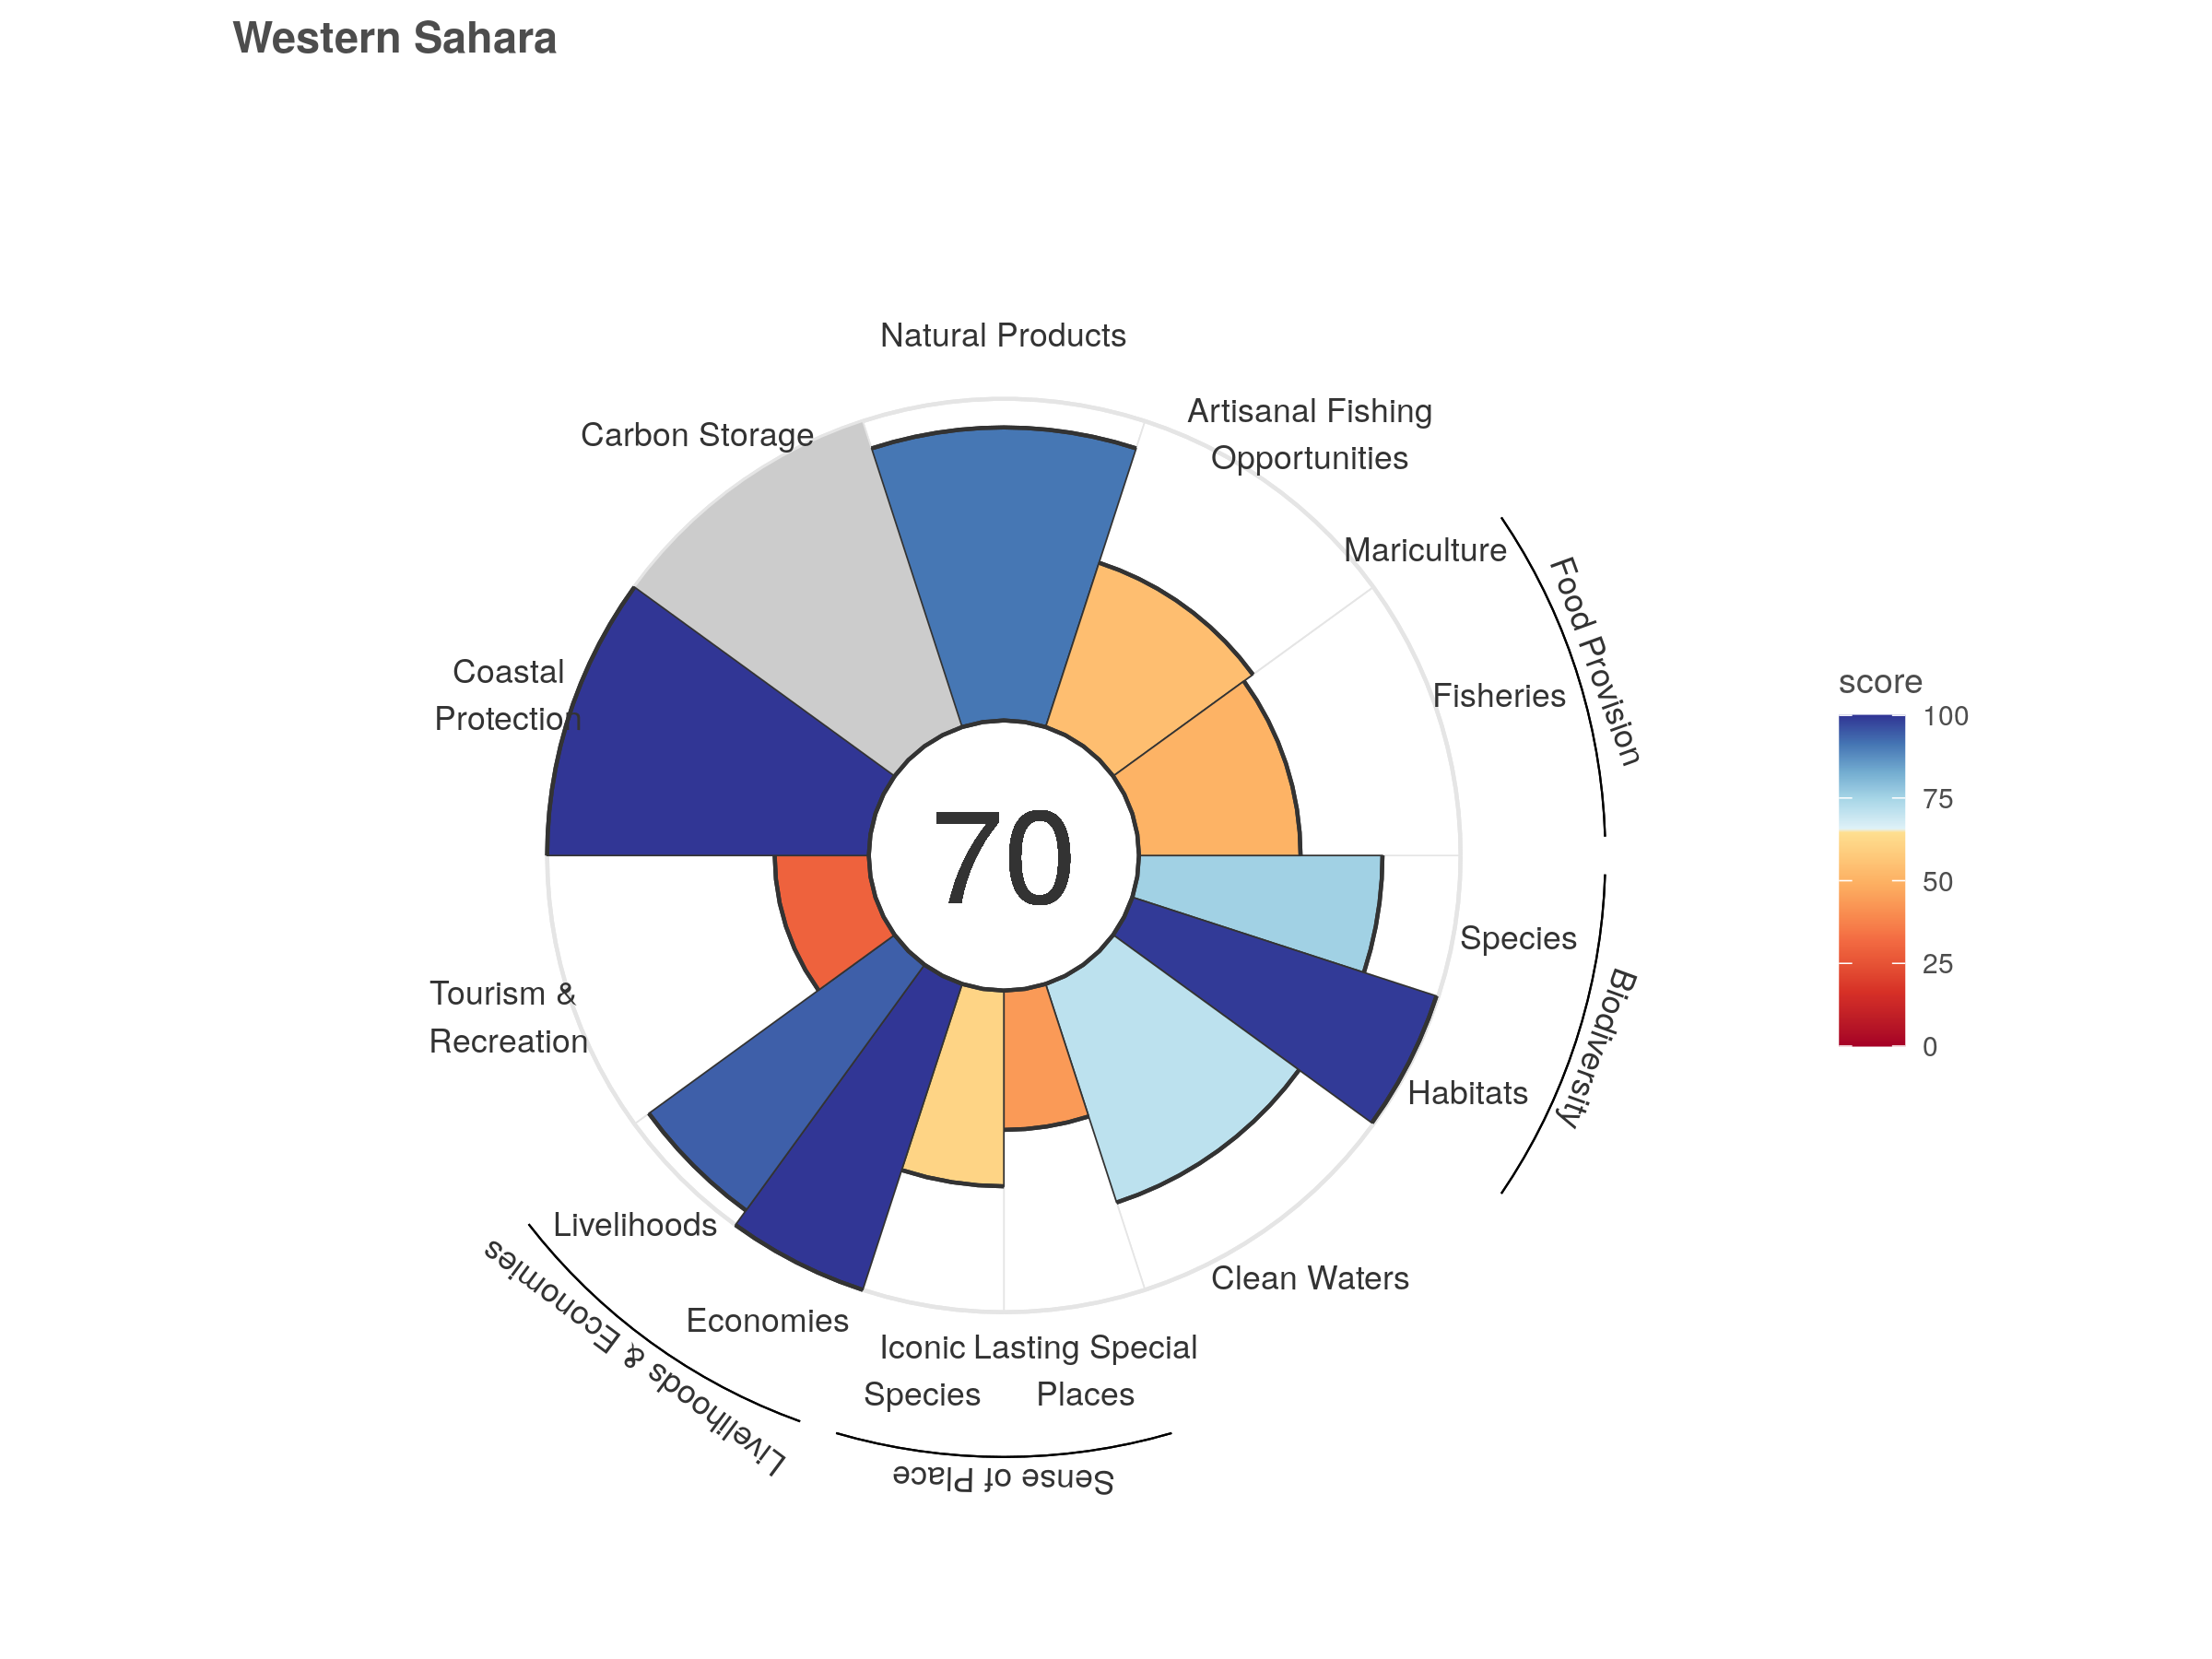 Western Sahara
Natural Products
Artisanal Fishing
Opportunities
Carbon Storage
Mariculture
Food Provision
Fisheries
Coastal
Protection
score
100
75
50
25
0
70
Species
Biodiversity
Habitats
Tourism &
Recreation
Livelihoods
Livelihoods & Economies
Economies
Clean Waters
Iconic
Species
Lasting Special
Places
Sense of Place